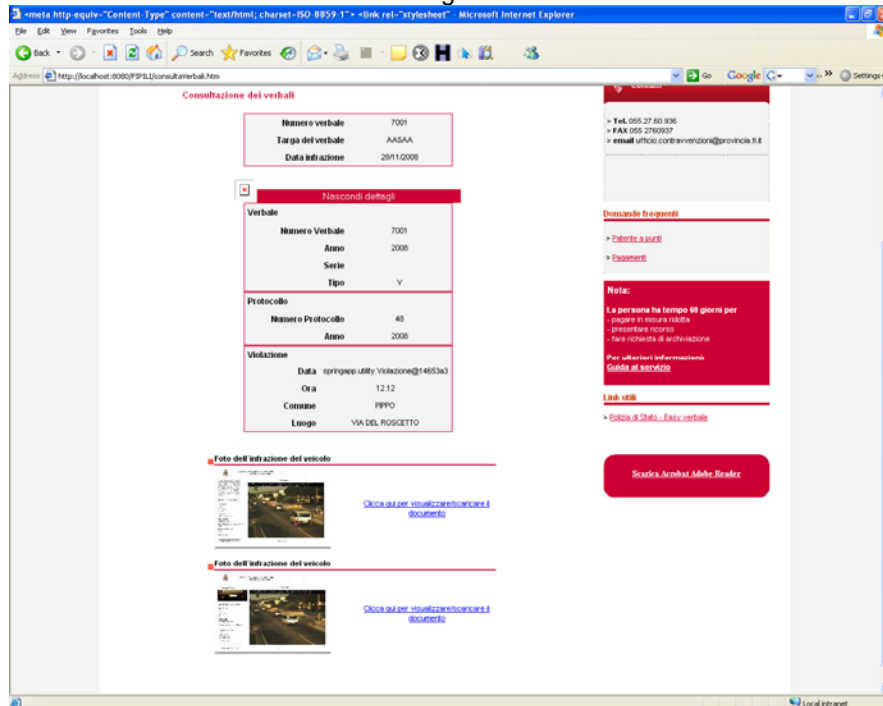 <meta http-equiv="Content-Type" content="text/html; charset=ISO-8859-1"> <link rel="stylesheet" - Microsoft Internet Explorer
File Edit View Favorites Tools Help
Back Search Favorites
Address http://localhost:8080/FIPILI/consultaVerbali.htm Go Google Settings
Consultazione dei verbali
Numero verbale 7001
Targa del verbale AA5AA
Data infrazione 28/11/2008
Nascondi dettagli
Verbale
Numero Verbale 7001
Anno 2008
Serie
Tipo V
Protocollo
Numero Protocollo 48
Anno 2008
Violazione
Data springapp.utility.Violazione@14653a3
Ora 12.12
Comune PIPPO
Luogo VIA DEL ROSCETTO
Foto dell'infrazione del veicolo
Clicca qui per visualizzare/scaricare il
documento
Foto dell'infrazione del veicolo
Clicca qui per visualizzare/scaricare il
documento
> Tel. 055.27.60.936
> FAX 055 2760937
> email ufficio.contravvenzioni@provincia.fi.it
Domande frequenti
> Patente a punti
> Pagamenti
Nota:
La persona ha tempo 60 giorni per
- pagare in misura ridotta
- presentare ricorso
- fare richiesta di archiviazione
Per ulteriori informazioni:
Guida al servizio
Link utili
> Polizia di Stato - Easy verbale
Scarica Acrobat Adobe Reader
Local intranet